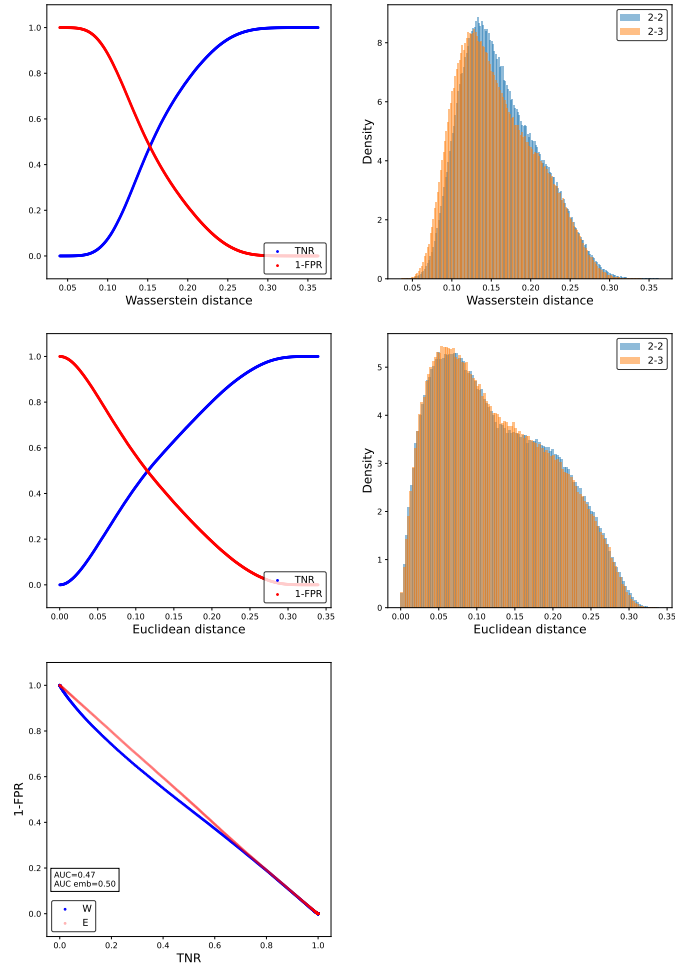 1.0
0.8
0.6
0.4
0.2
0.0
0.05 0.10 0.15 0.20 0.25 0.30 0.35
Wasserstein distance
TNR
1-FPR
8
6
4
2
0
Density
0.05 0.10 0.15 0.20 0.25 0.30 0.35
Wasserstein distance
2-2
2-3
1.0
0.8
0.6
0.4
0.2
0.0
0.00 0.05 0.10 0.15 0.20 0.25 0.30 0.35
Euclidean distance
TNR
1-FPR
5
4
3
2
1
0
Density
0.00 0.05 0.10 0.15 0.20 0.25 0.30 0.35
Euclidean distance
2-2
2-3
1.0
0.8
0.6
0.4
0.2
0.0
1-FPR
AUC=0.47
AUC emb=0.50
W
E
0.0 0.2 0.4 0.6 0.8 1.0
TNR